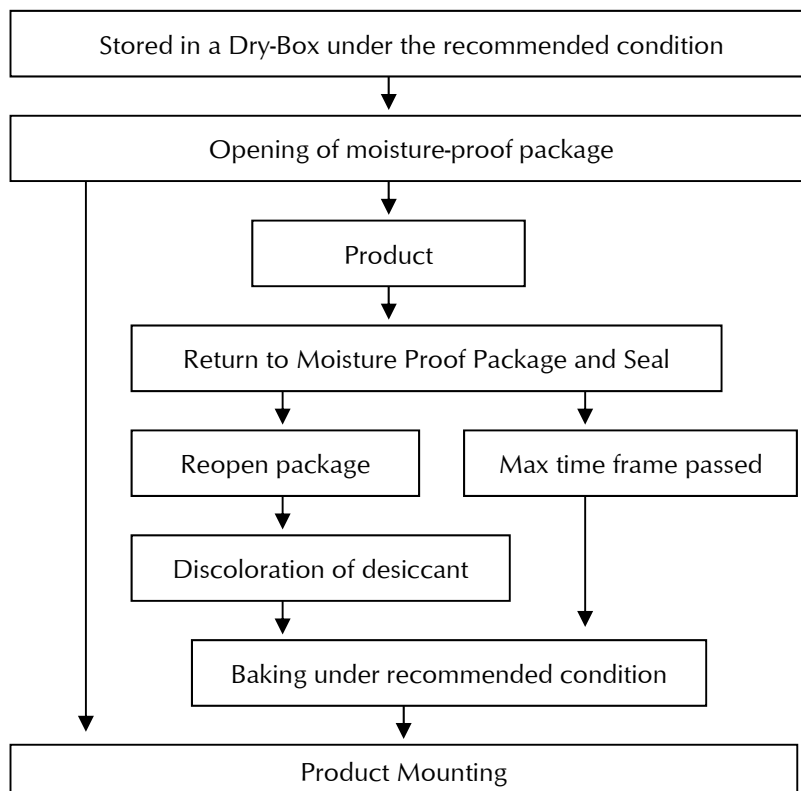 Stored in a Dry-Box under the recommended condition
Opening of moisture-proof package
Product
Return to Moisture Proof Package and Seal
Reopen package
Max time frame passed
Discoloration of desiccant
Baking under recommended condition
Product Mounting